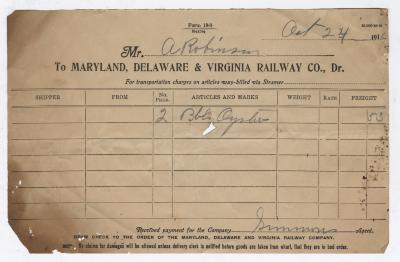 Form 19-S
Oct 24 191
Mr. A Robinson
To MARYLAND, DELAWARE & VIRGINIA RAILWAY CO., Dr.
For transportation charges on articles way-billed via Steamer
SHIPPER FROM No. Pkgs. ARTICLES AND MARKS WEIGHT RATE FREIGHT
2 Bbls Oysters 53
Received payment for the Company Simmons Agent.
DRAW CHECK TO THE ORDER OF THE MARYLAND, DELAWARE AND VIRGINIA RAILWAY COMPANY.
No claims for damages will be allowed unless delivery clerk is notified before goods are taken from wharf, that they are in bad order.